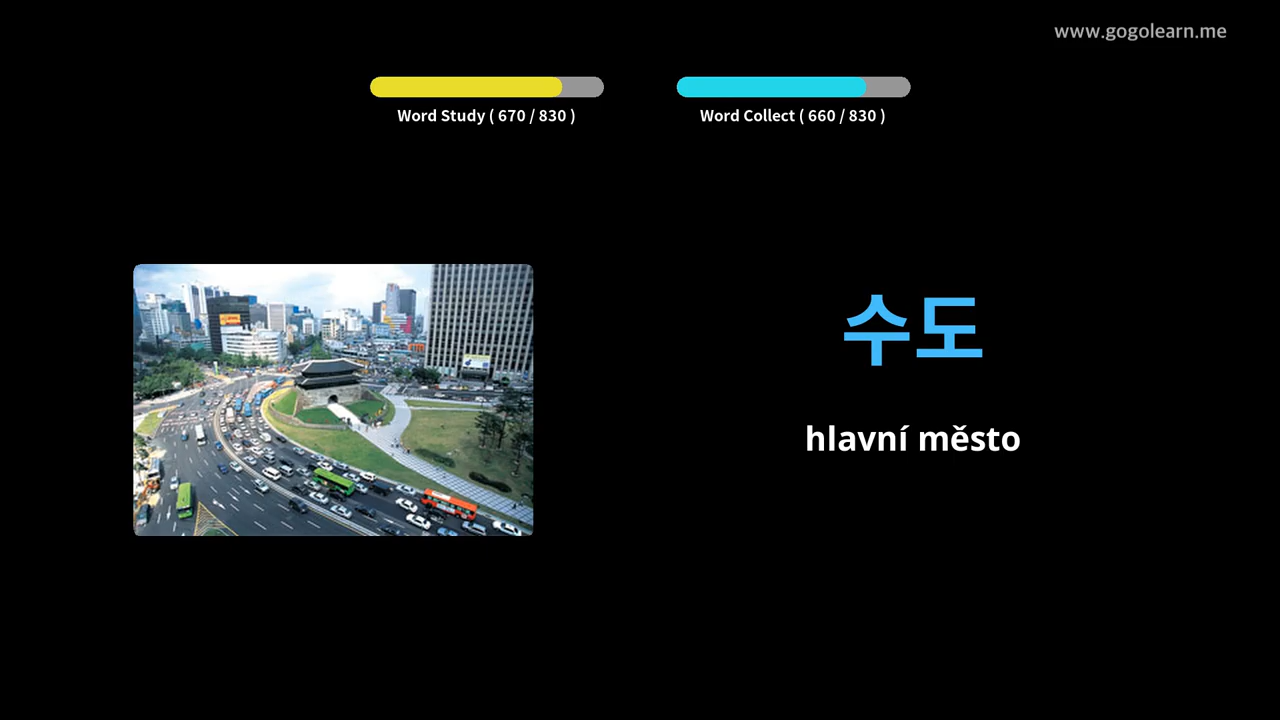 www.gogolearn.me
Word Study ( 670 / 830 )
Word Collect ( 660 / 830 )
수도
hlavní město